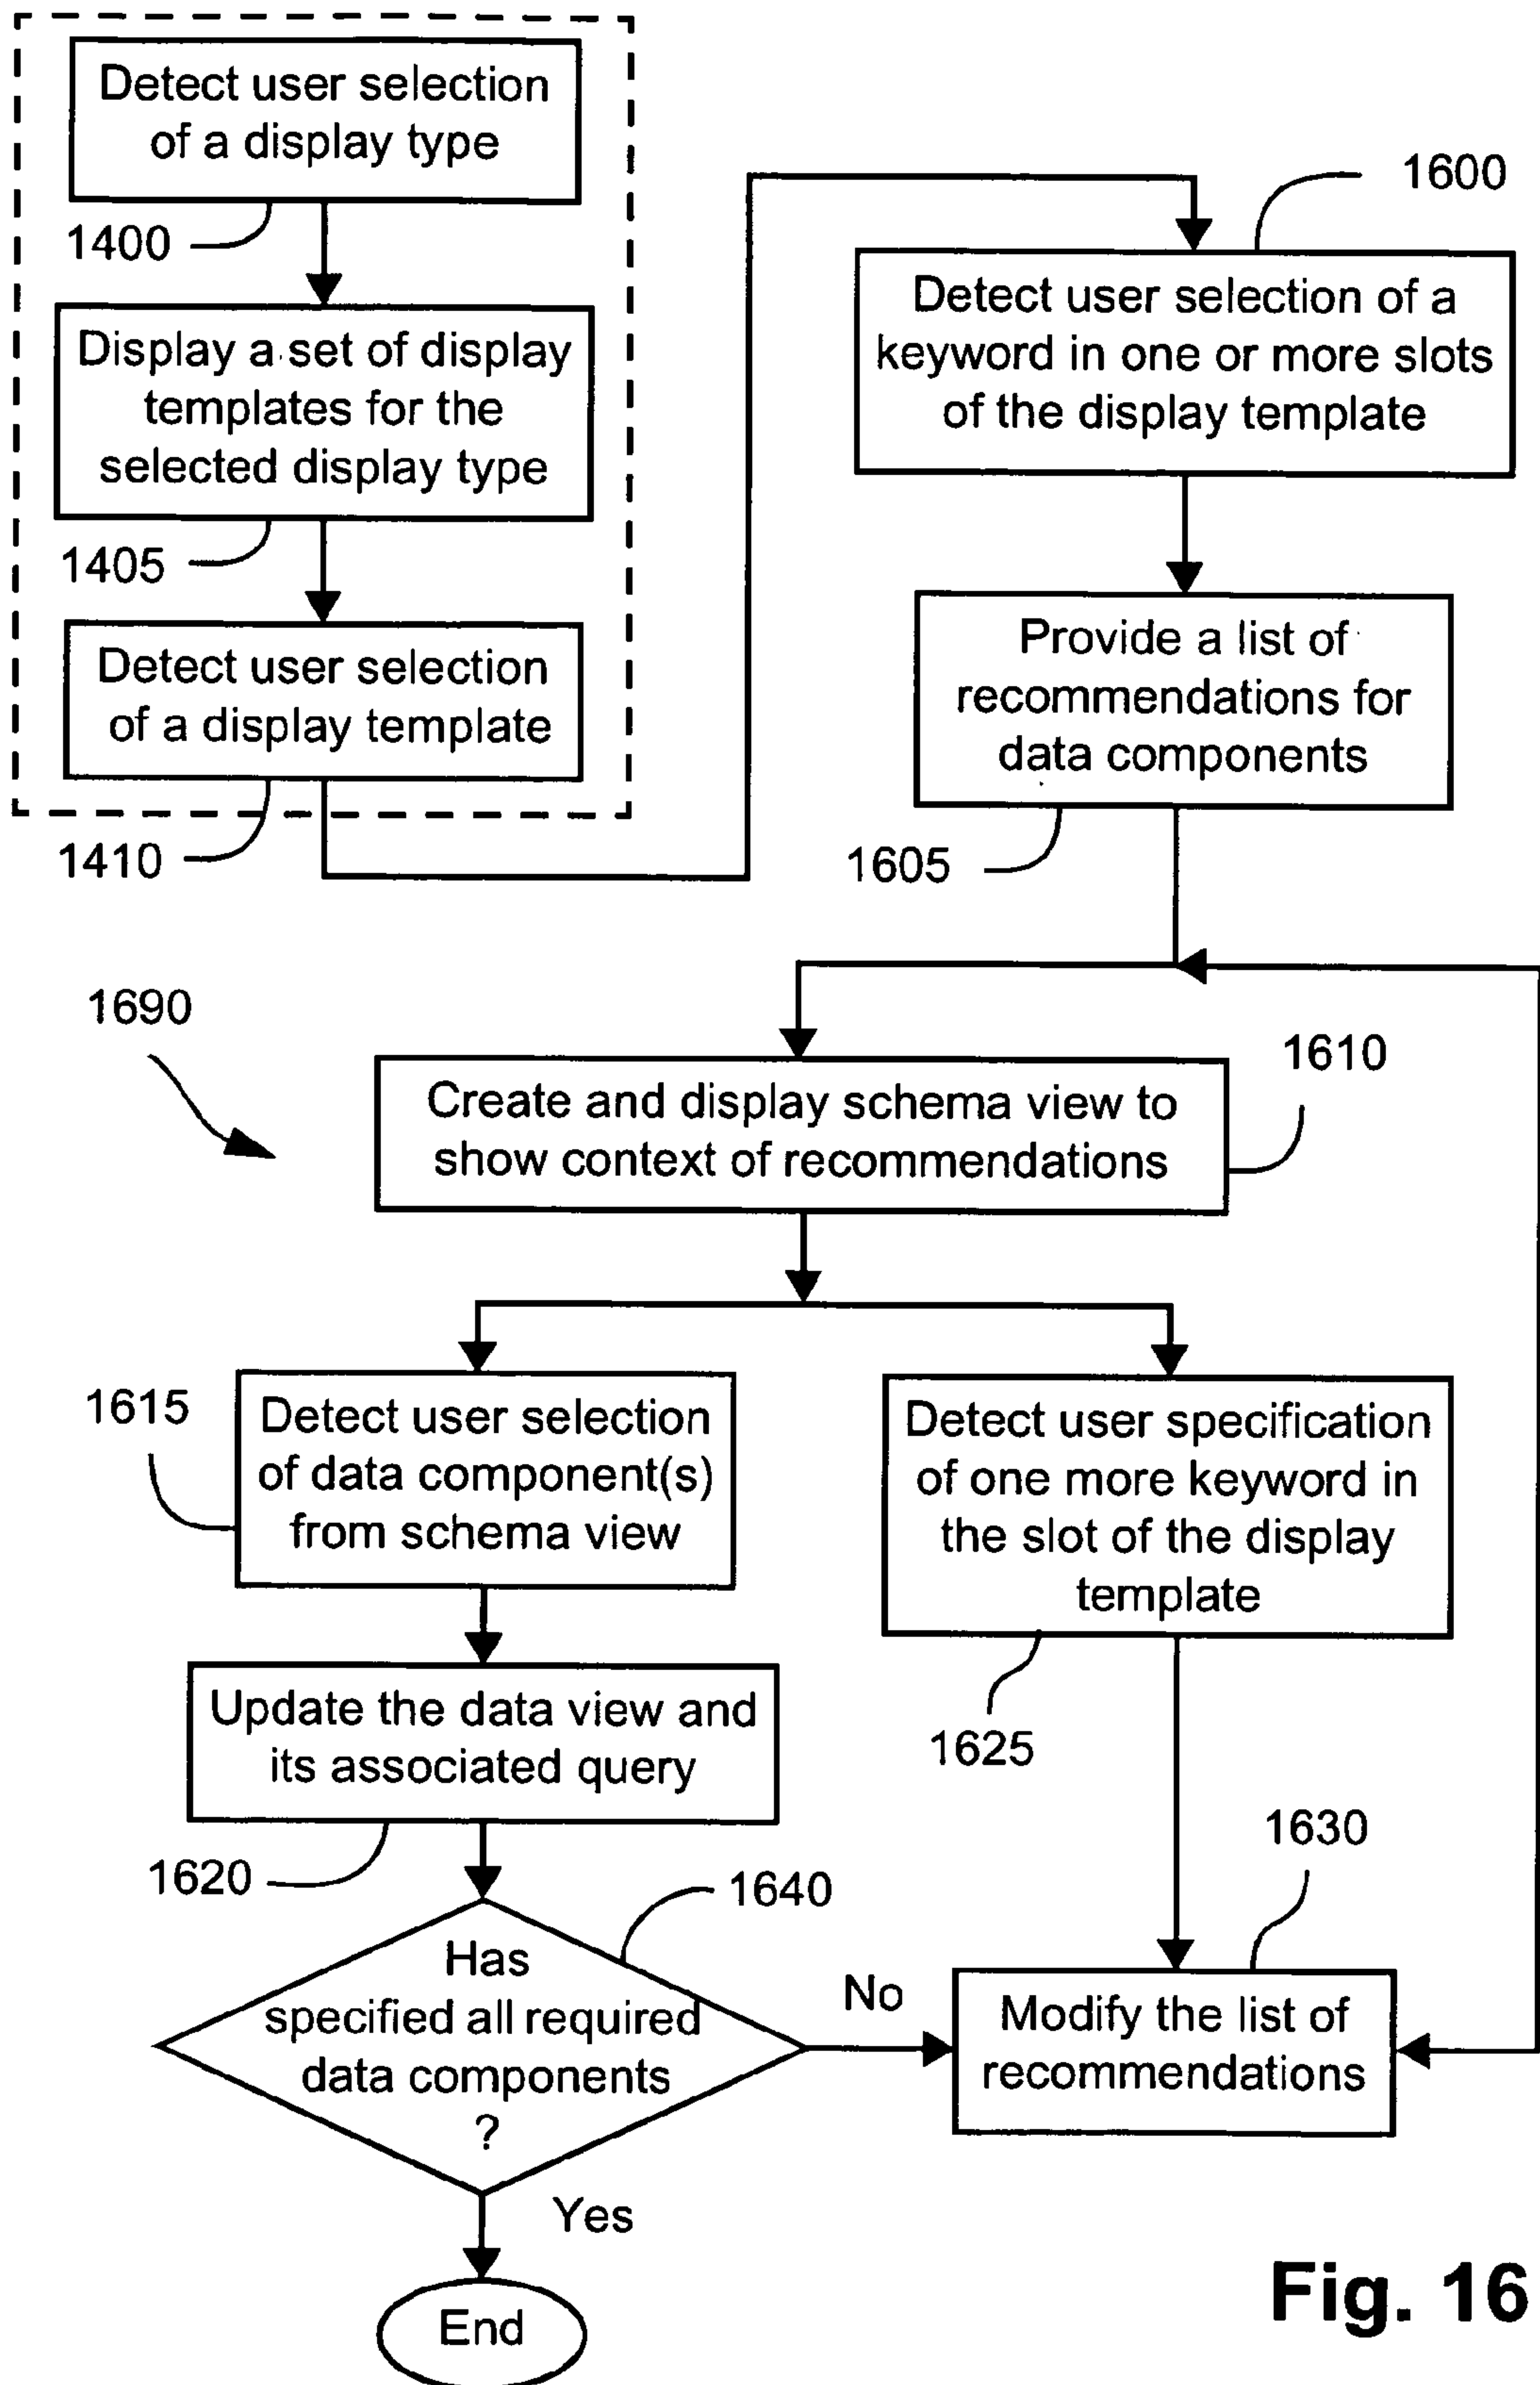 Detect user selection
of a display type
1400
Display a set of display
templates for the
selected display type
1405
Detect user selection
of a display template
1410
1600
Detect user selection of a
keyword in one or more slots
of the display template
Provide a list of
recommendations for
data components
1605
1690
1610
Create and display schema view to
show context of recommendations
1615
Detect user selection
of data component(s)
from schema view
Detect user specification
of one more keyword in
the slot of the display
template
1625
Update the data view and
its associated query
1620
1640
Has
specified all required
data components
?
No
1630
Modify the list of
recommendations
Yes
End
Fig. 16